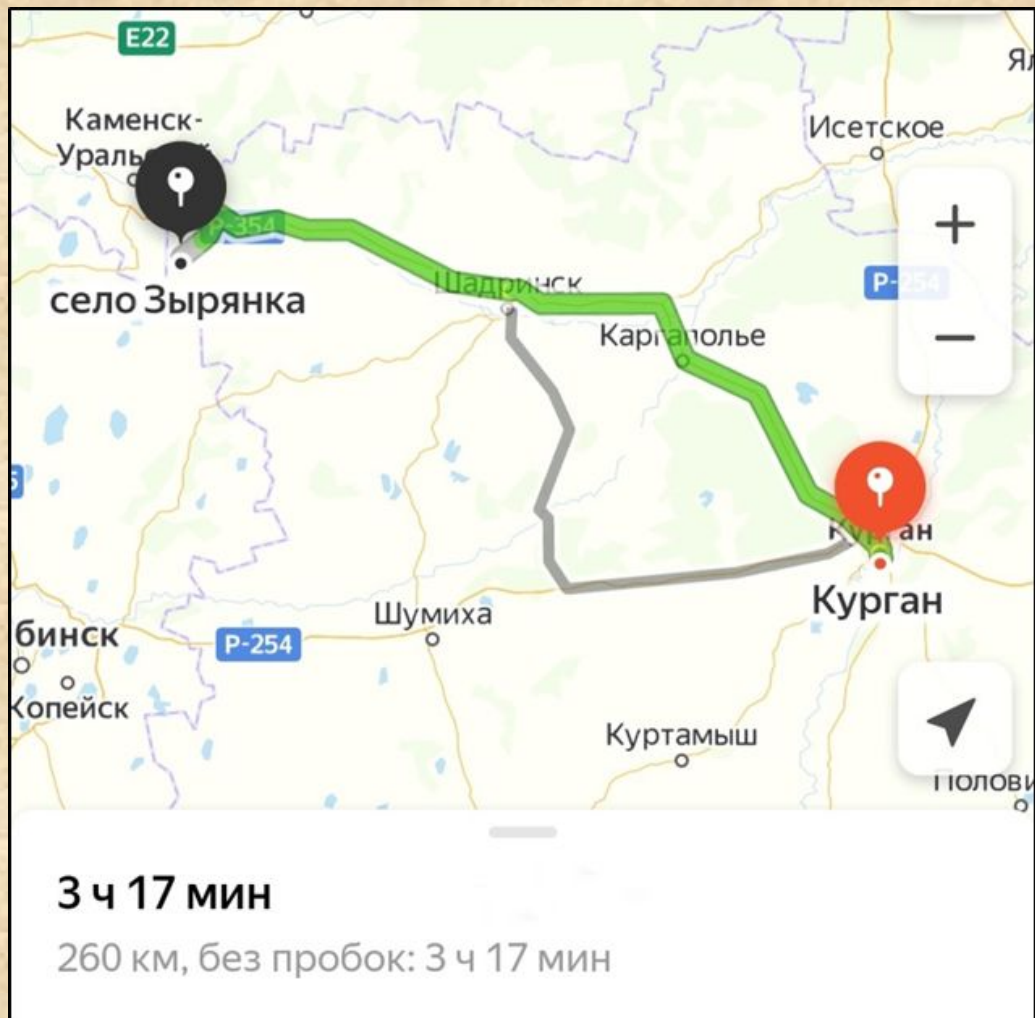 E22
Каменск-
Исетское
P-354
село Зырянка
Шадринск
P-254
Каргаполье
Курган
Курган
Шумиха
P-254
бинск
Копейск
Куртамыш
Полови
3 ч 17 мин
260 км, без пробок: 3 ч 17 мин